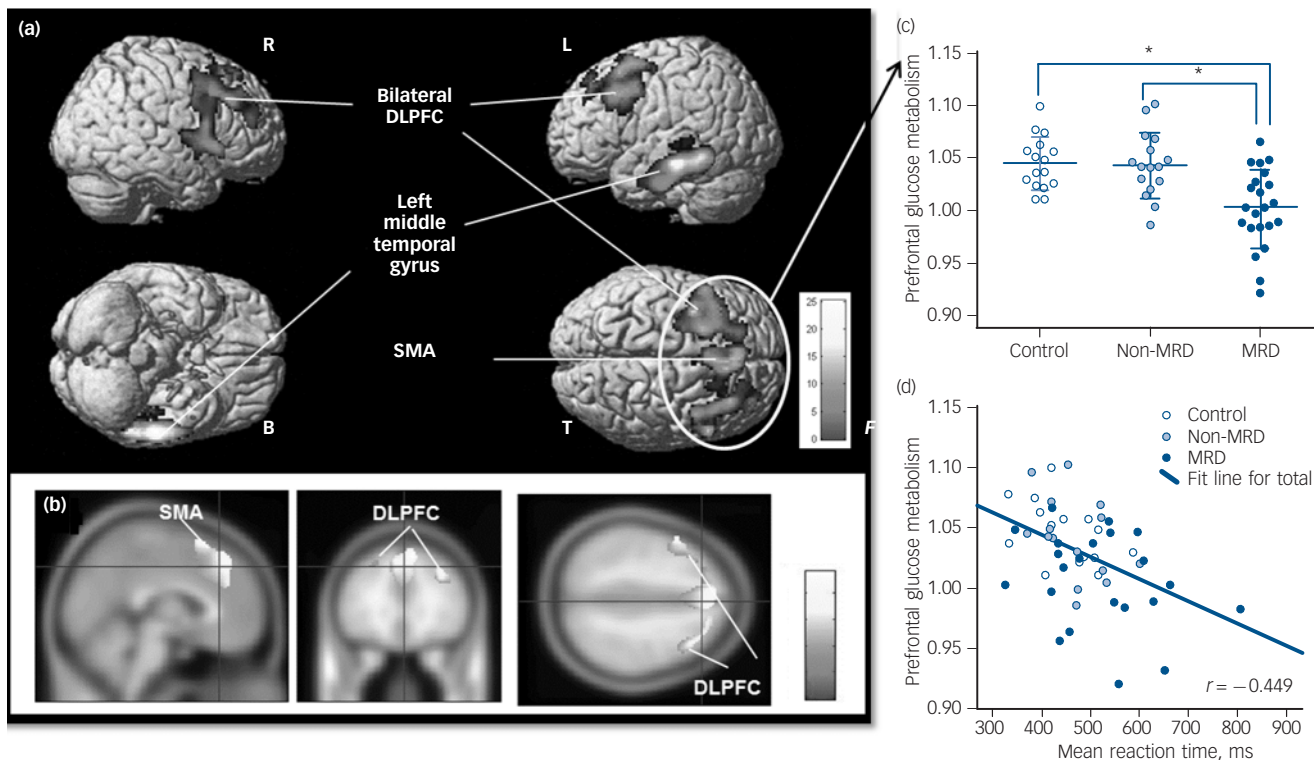 (a)
R
L
Bilateral
DLPFC
Left
middle
temporal
gyrus
SMA
B
T
25
20
15
10
5
0
F
(b)
SMA
DLPFC
DLPFC
(c)
Prefrontal glucose metabolism
1.15
1.10
1.05
1.00
0.95
0.90
*
*
Control
Non-MRD
MRD
(d)
Prefrontal glucose metabolism
1.15
1.10
1.05
1.00
0.95
0.90
Control
Non-MRD
MRD
Fit line for total
r = −0.449
300 400 500 600 700 800 900
Mean reaction time, ms